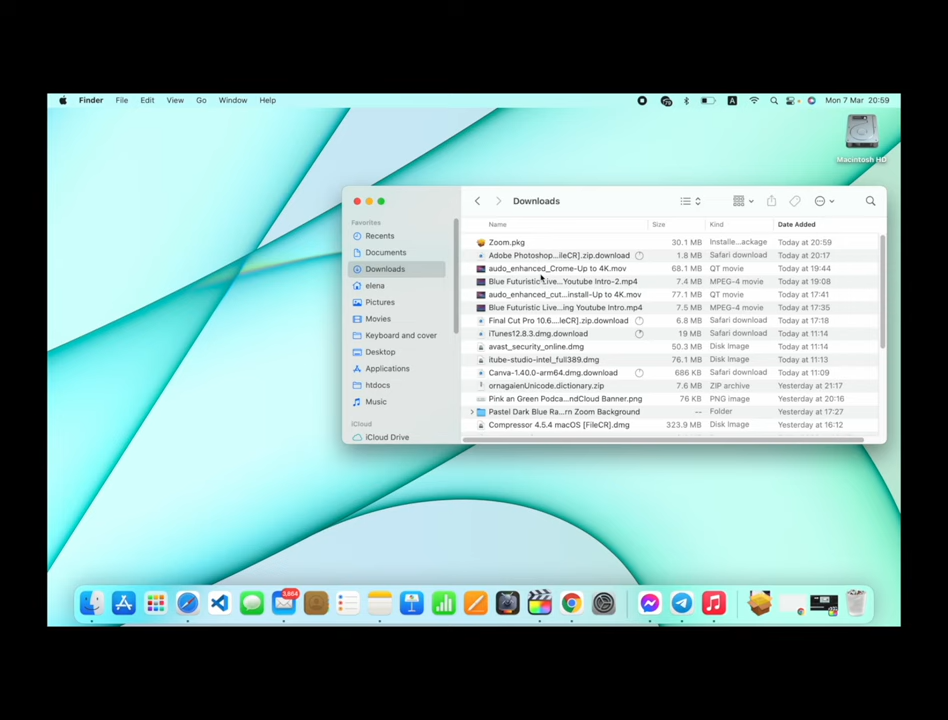 Finder File Edit View Go Window Help A Mon 7 Mar 20:59
Macintosh HD
Downloads
Favorites
Recents
Documents
Downloads
elena
Pictures
Movies
Keyboard and cover
Desktop
Applications
htdocs
Music
iCloud
iCloud Drive
Name Size Kind Date Added
Zoom.pkg 30.1 MB Installe...ackage Today at 20:59
Adobe Photoshop...ileCR].zip.download 1.8 MB Safari download Today at 20:17
audo_enhanced_Crome-Up to 4K.mov 68.1 MB QT movie Today at 19:44
Blue Futuristic Live...Youtube Intro-2.mp4 7.4 MB MPEG-4 movie Today at 19:08
audo_enhanced_cut...install-Up to 4K.mov 77.1 MB QT movie Today at 17:41
Blue Futuristic Live...ing Youtube Intro.mp4 7.5 MB MPEG-4 movie Today at 17:35
Final Cut Pro 10.6....leCR].zip.download 6.8 MB Safari download Today at 17:18
iTunes12.8.3.dmg.download 19 MB Safari download Today at 11:14
avast_security_online.dmg 50.3 MB Disk Image Today at 11:14
itube-studio-intel_full389.dmg 76.1 MB Disk Image Today at 11:13
Canva-1.40.0-arm64.dmg.download 686 KB Safari download Today at 11:09
ornagaienUnicode.dictionary.zip 7.6 MB ZIP archive Yesterday at 21:17
Pink an Green Podca...ndCloud Banner.png 76 KB PNG image Yesterday at 20:16
Pastel Dark Blue Ra...rn Zoom Background -- Folder Yesterday at 17:27
Compressor 4.5.4 macOS [FileCR].dmg 323.9 MB Disk Image Yesterday at 16:12